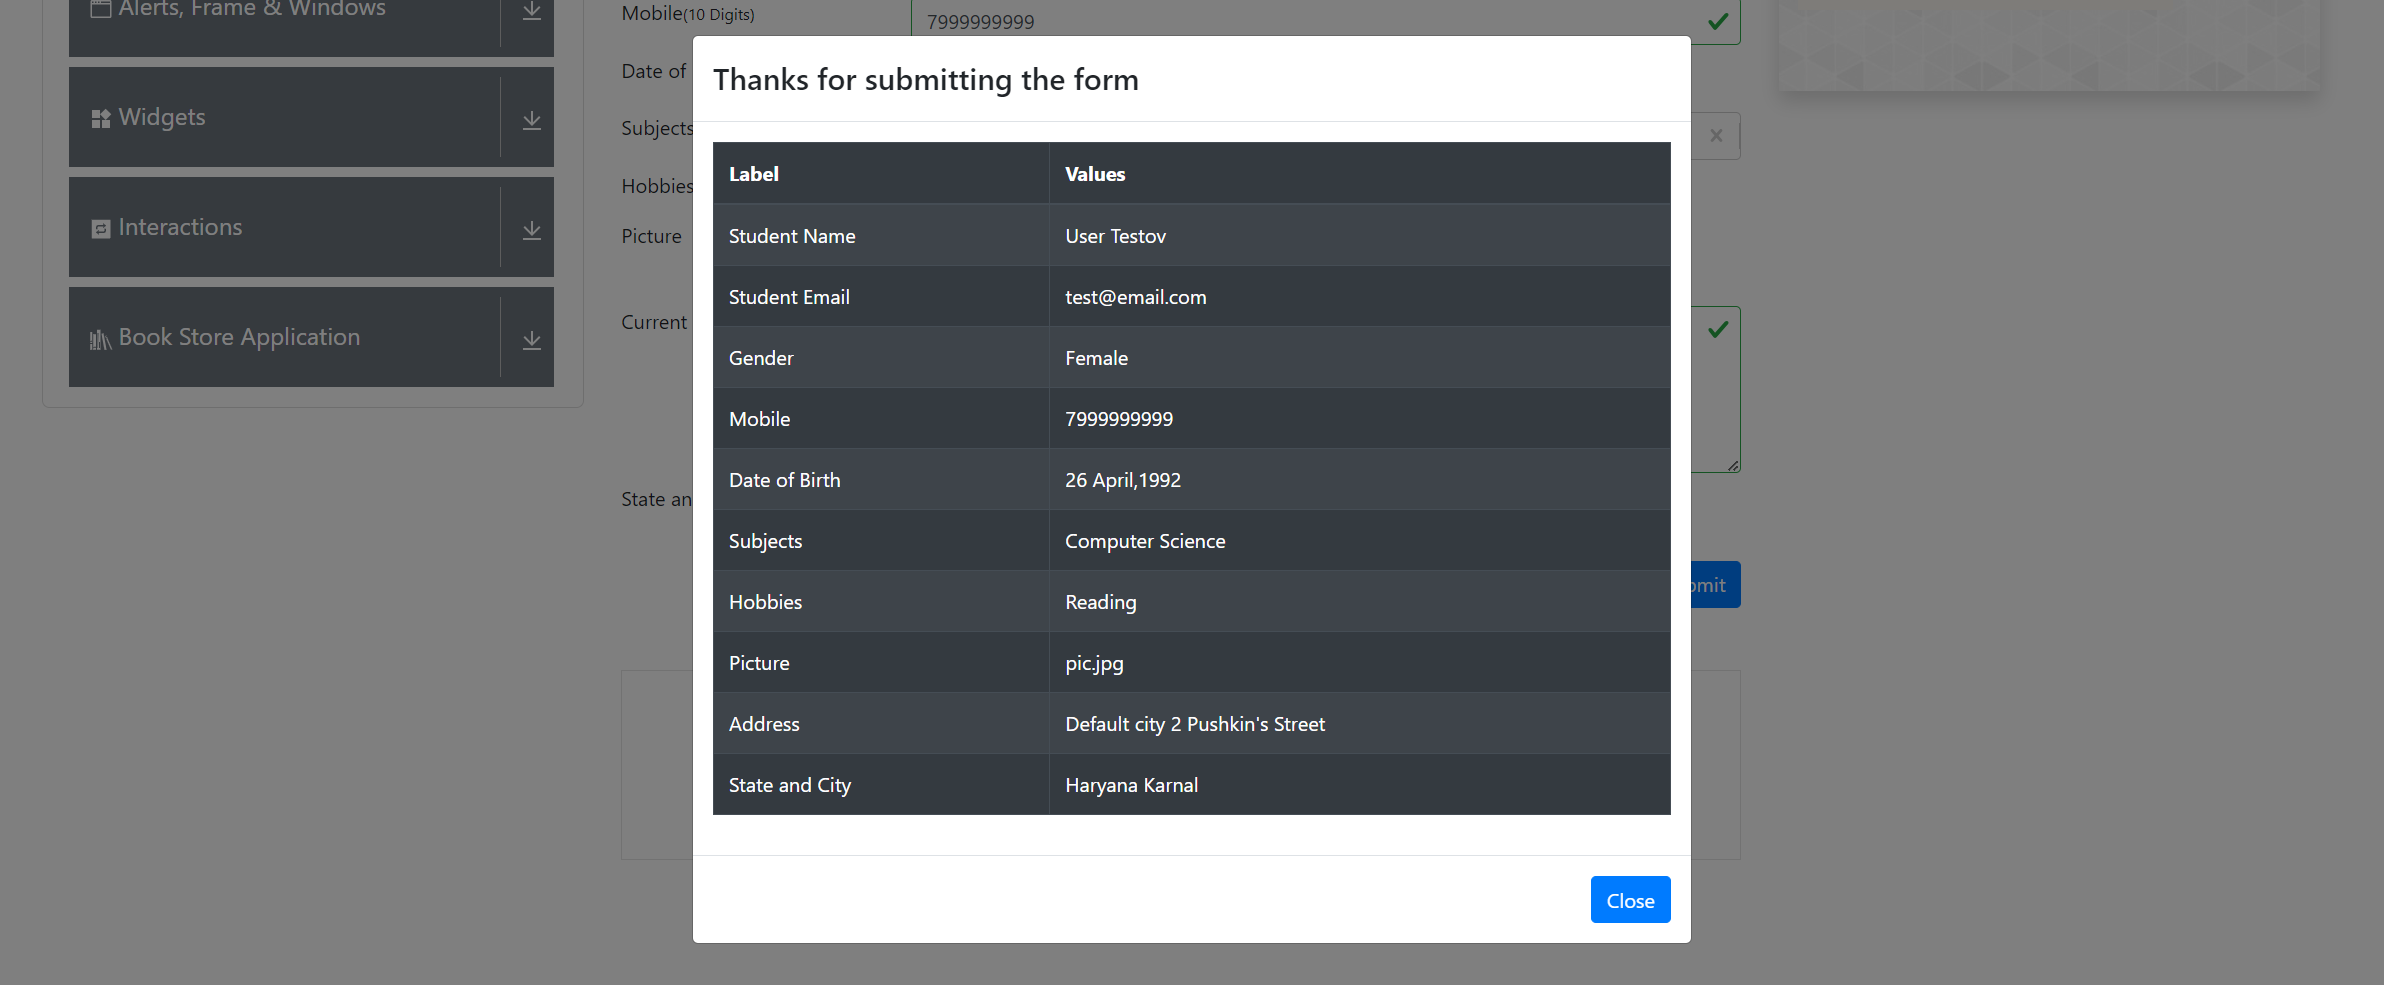 Alerts, Frame & Windows
Widgets
Interactions
Book Store Application
Mobile(10 Digits)
7999999999
Date of
Subjects
Hobbies
Picture
Current
State an
bmit
Thanks for submitting the form
Label Values
Student Name User Testov
Student Email test@email.com
Gender Female
Mobile 7999999999
Date of Birth 26 April,1992
Subjects Computer Science
Hobbies Reading
Picture pic.jpg
Address Default city 2 Pushkin's Street
State and City Haryana Karnal
Close